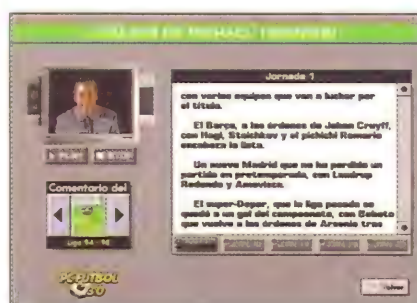 Jornada 1
con varios equipos que van a luchar por
el título.
El Barça, a las órdenes de Johan Cruyff,
con Hagi, Stoichkov y el pichichi Romario
encabeza la lista.
Un nuevo Madrid que no ha perdido un
partido en pretemporada, con Laudrup
Redondo y Amavisca.
El super-Depor, que la liga pasada se
quedó a un gol del campeonato, con Bebeto
que vuelve a las órdenes de Arsenio tras
PLAY
Comentario del
Liga 94 - 95
PC FUTBOL
3.0
Volver